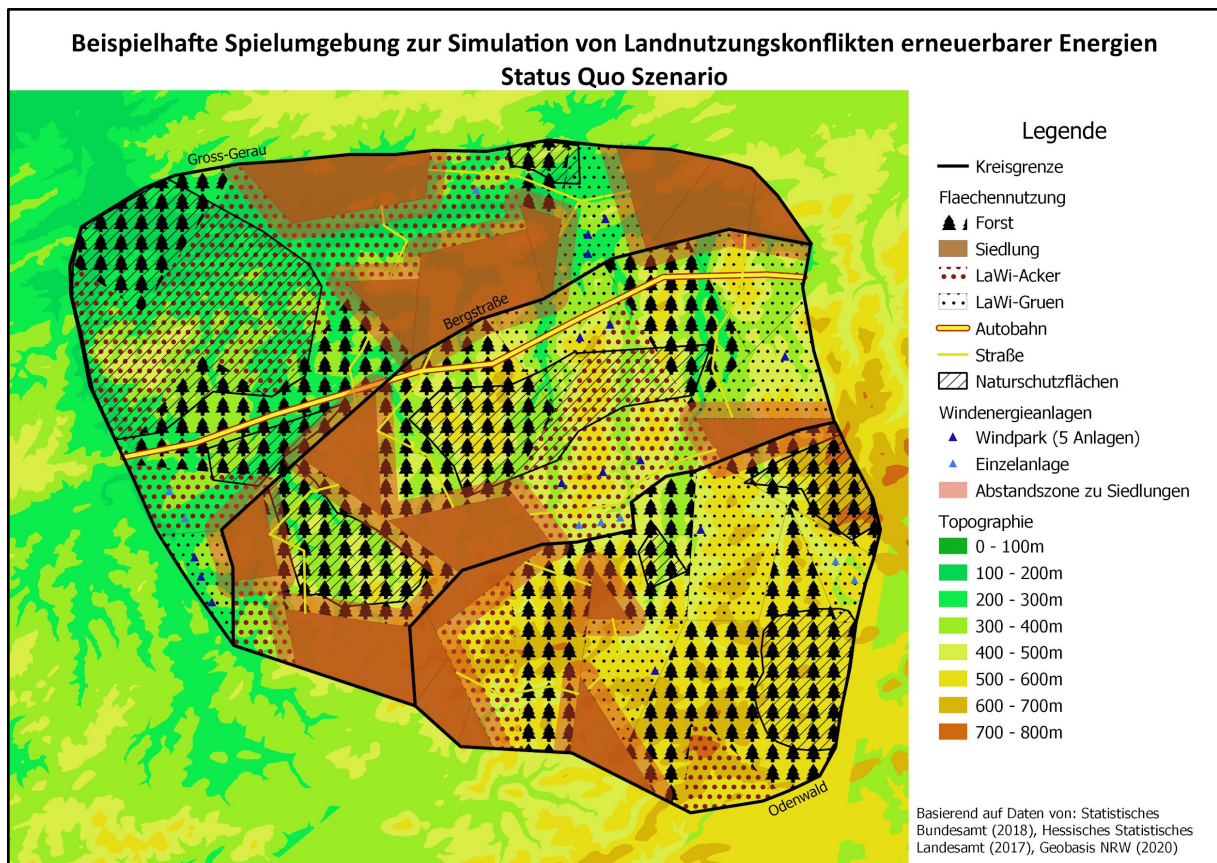 Beispielhafte Spielumgebung zur Simulation von Landnutzungskonflikten erneuerbarer Energien
Status Quo Szenario
Gross-Gerau
Bergstraße
Odenwald
Legende
Kreisgrenze
Flaechennutzung
Forst
Siedlung
LaWi-Acker
LaWi-Gruen
Autobahn
Straße
Naturschutzflächen
Windenergieanlagen
Windpark (5 Anlagen)
Einzelanlage
Abstandszone zu Siedlungen
Topographie
0 - 100m
100 - 200m
200 - 300m
300 - 400m
400 - 500m
500 - 600m
600 - 700m
700 - 800m
Basierend auf Daten von: Statistisches
Bundesamt (2018), Hessisches Statistisches
Landesamt (2017), Geobasis NRW (2020)